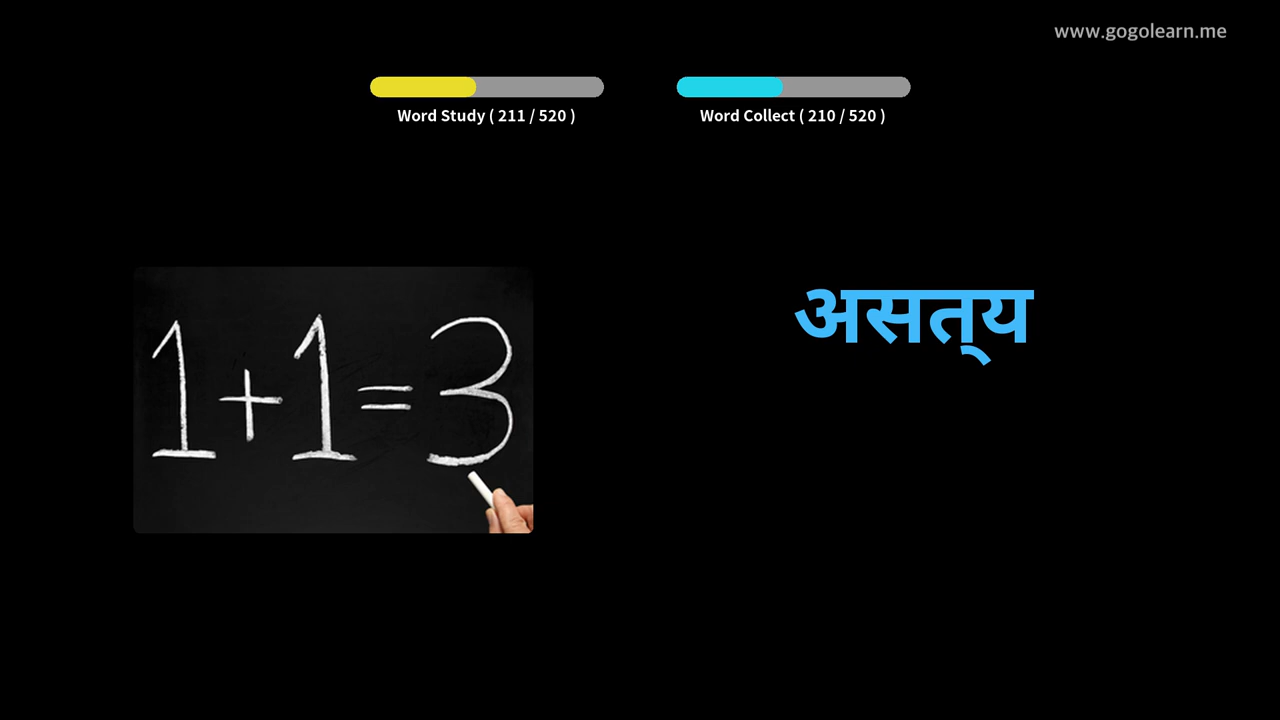 www.gogolearn.me
Word Study ( 211 / 520 )
Word Collect ( 210 / 520 )
1+1=3
असत्य